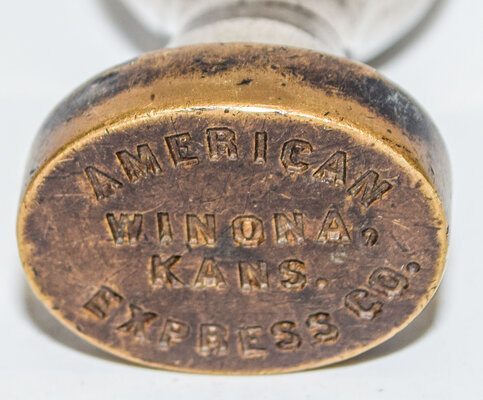 AMERICAN
WINONA,
KANS.
EXPRESS CO.